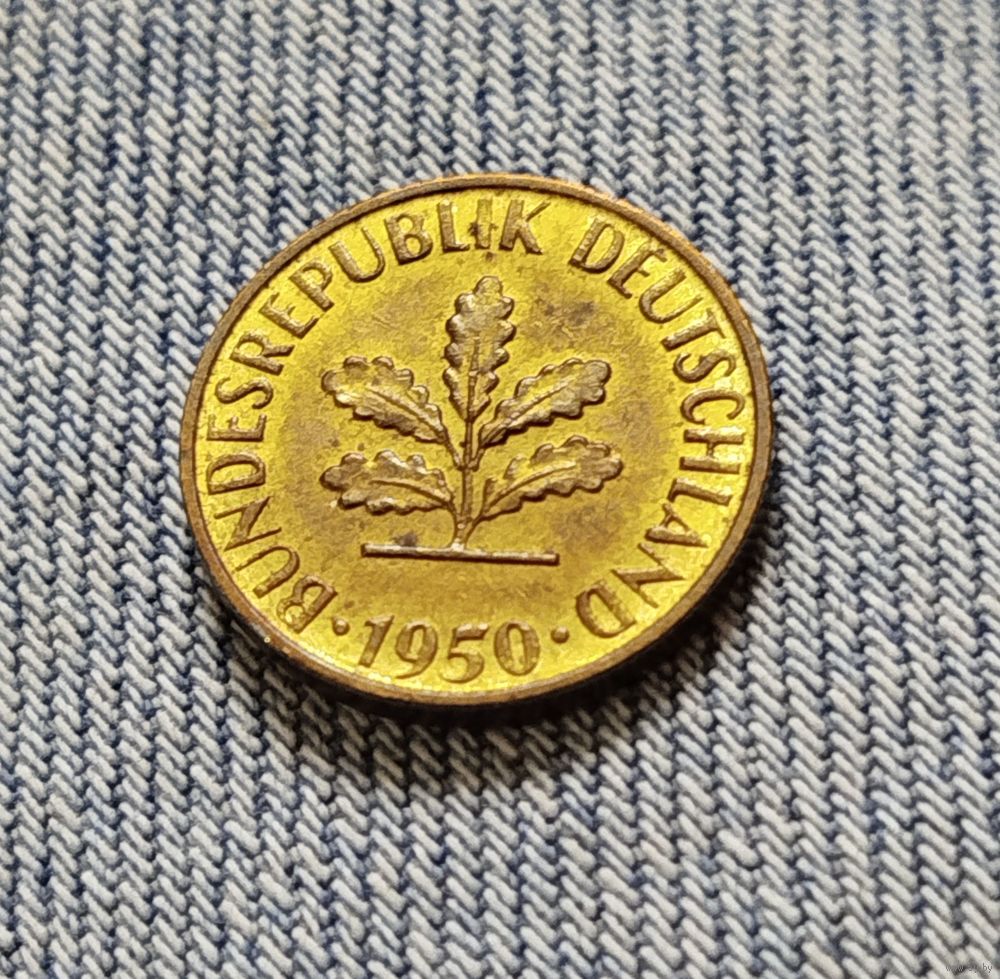 BUNDESREPUBLIK DEUTSCHLAND
· 1950 ·